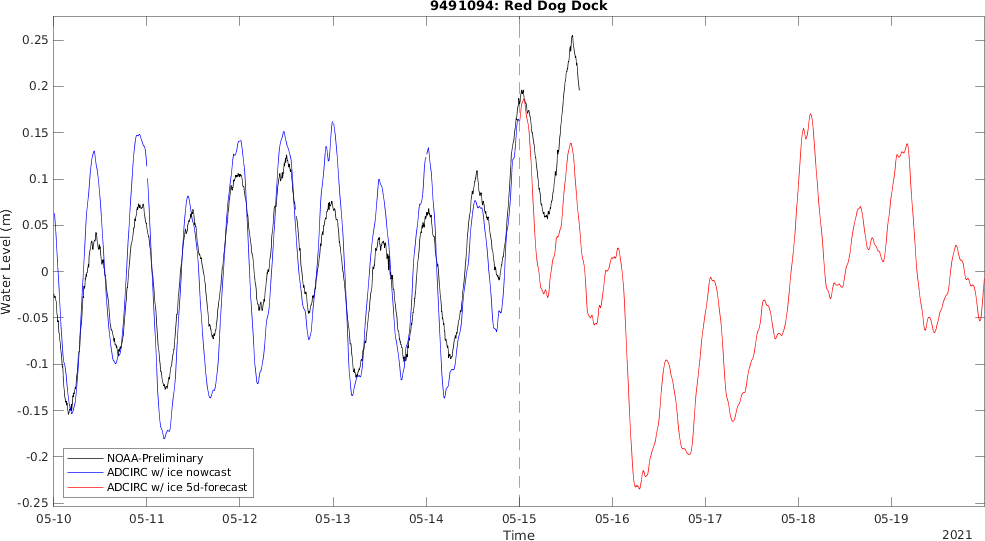 9491094: Red Dog Dock
Water Level (m)
0.25
0.2
0.15
0.1
0.05
0
-0.05
-0.1
-0.15
-0.2
-0.25
NOAA-Preliminary
ADCIRC w/ ice nowcast
ADCIRC w/ ice 5d-forecast
05-10 05-11 05-12 05-13 05-14 05-15 05-16 05-17 05-18 05-19
Time
2021